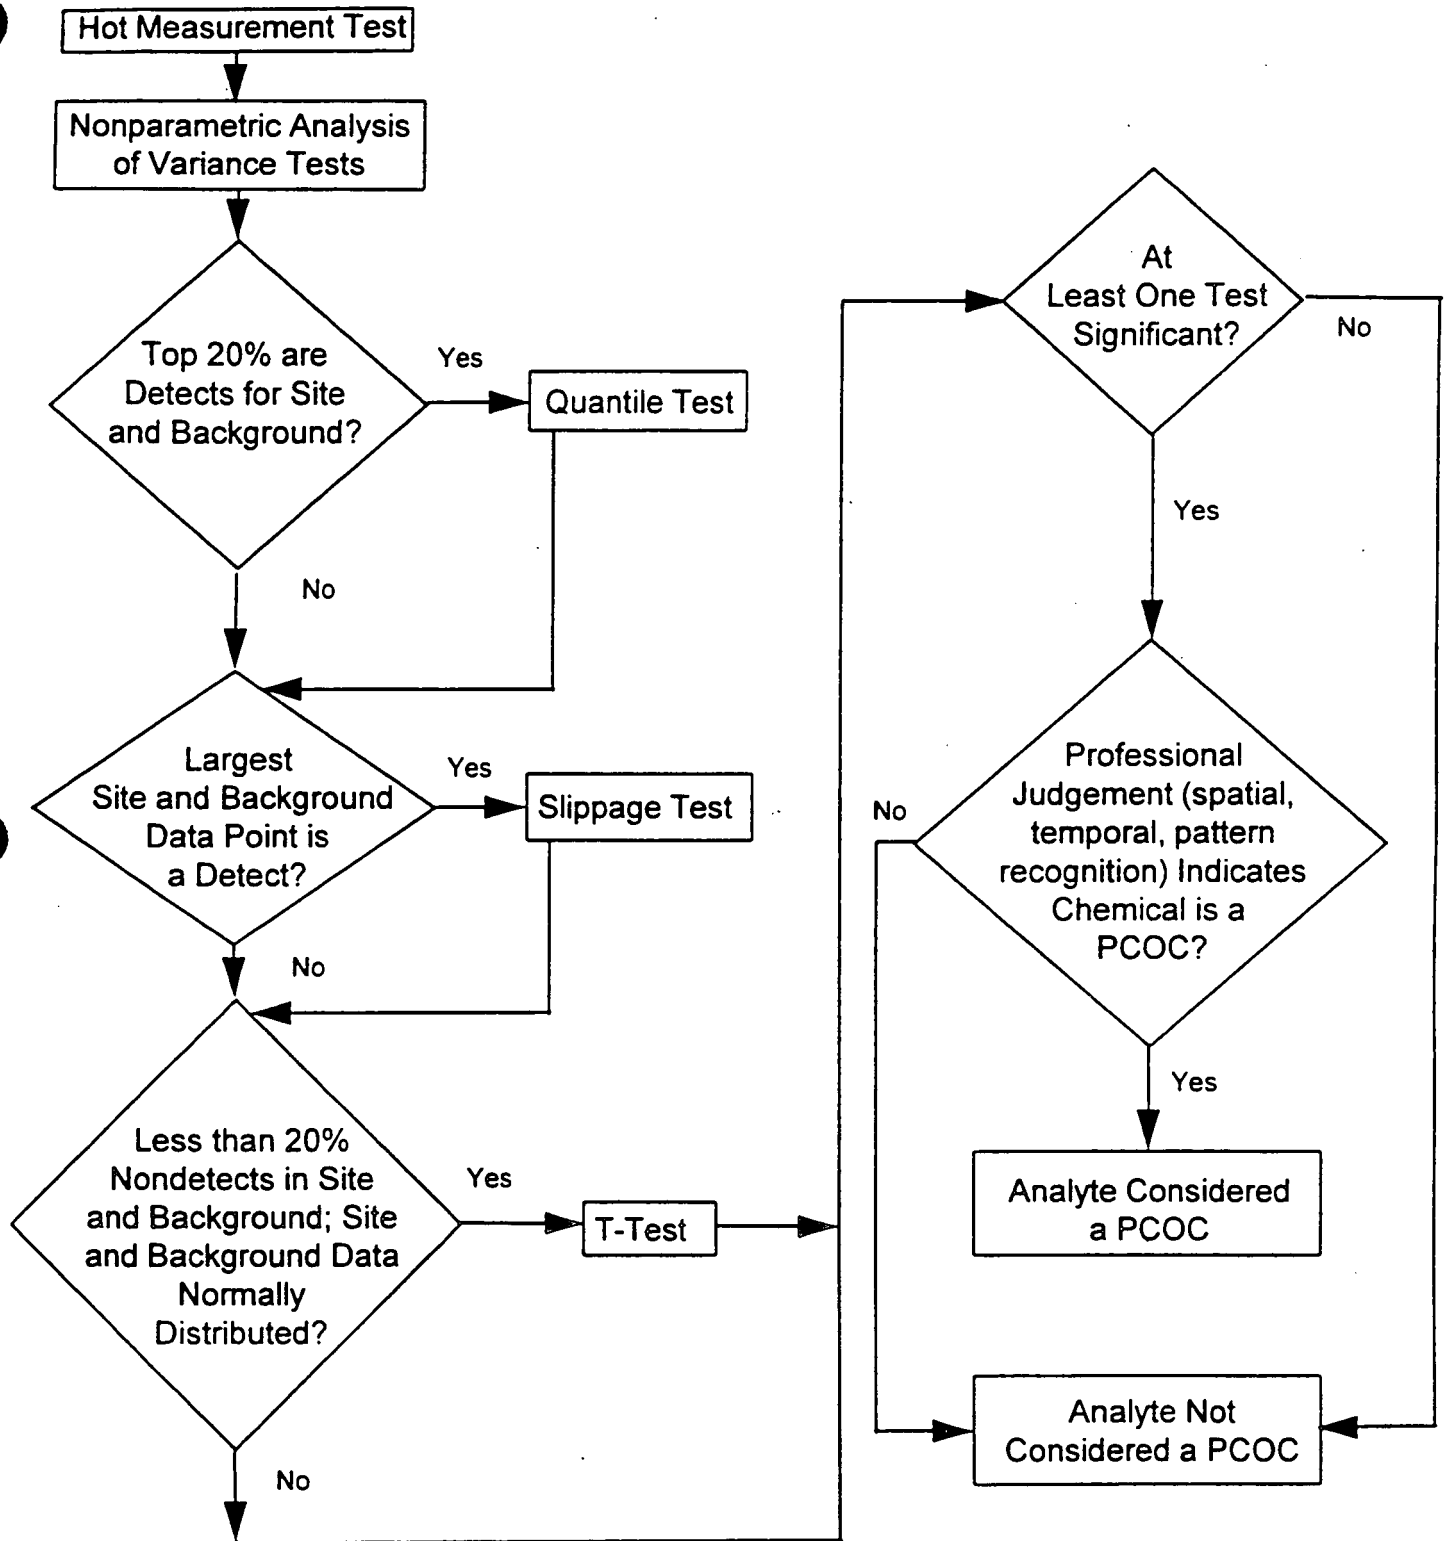 Hot Measurement Test
Nonparametric Analysis
of Variance Tests
Top 20% are
Detects for Site
and Background?
Yes
Quantile Test
No
Largest
Site and Background
Data Point is
a Detect?
Yes
Slippage Test
No
Less than 20%
Nondetects in Site
and Background; Site
and Background Data
Normally
Distributed?
Yes
T-Test
No
At
Least One Test
Significant?
No
Yes
Professional
Judgement (spatial,
temporal, pattern
recognition) Indicates
Chemical is a
PCOC?
No
Yes
Analyte Considered
a PCOC
Analyte Not
Considered a PCOC